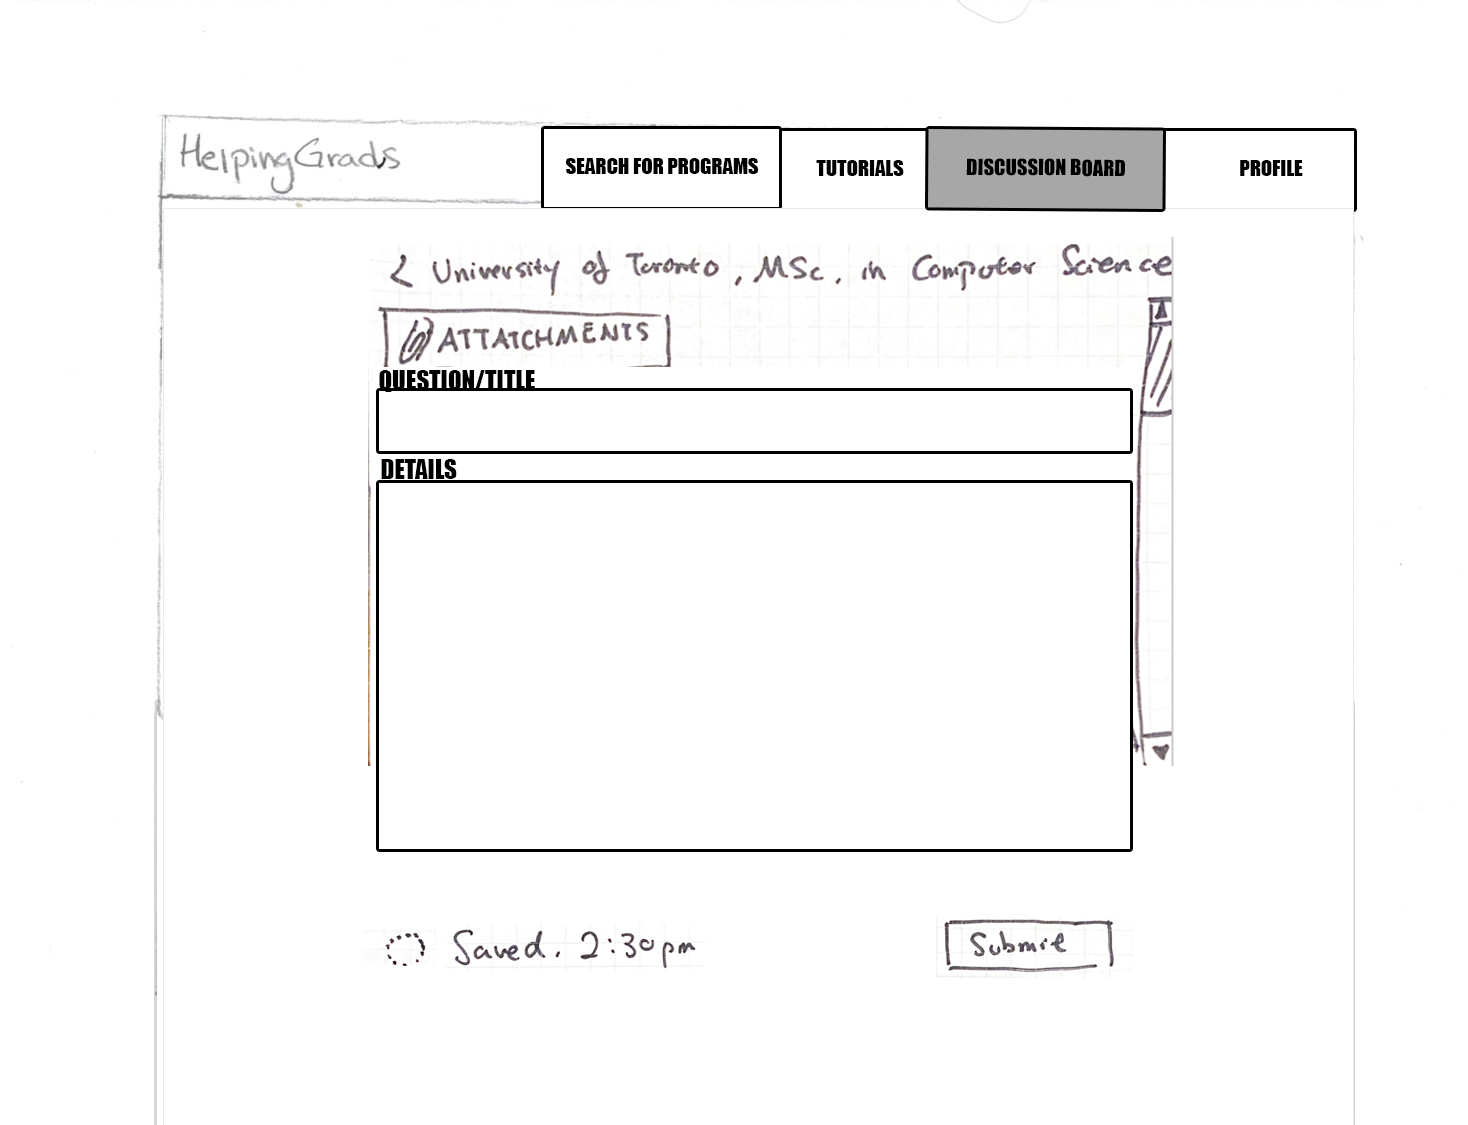 HelpingGrads
SEARCH FOR PROGRAMS TUTORIALS DISCUSSION BOARD PROFILE
< University of Toronto, MSc. in Computer Science
ATTATCHMENTS
QUESTION/TITLE
DETAILS
Saved. 2:30pm
Submit